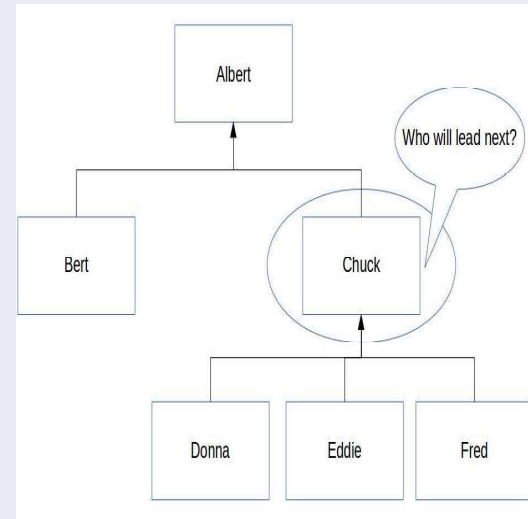 Albert
Who will lead next?
Bert
Chuck
Donna
Eddie
Fred